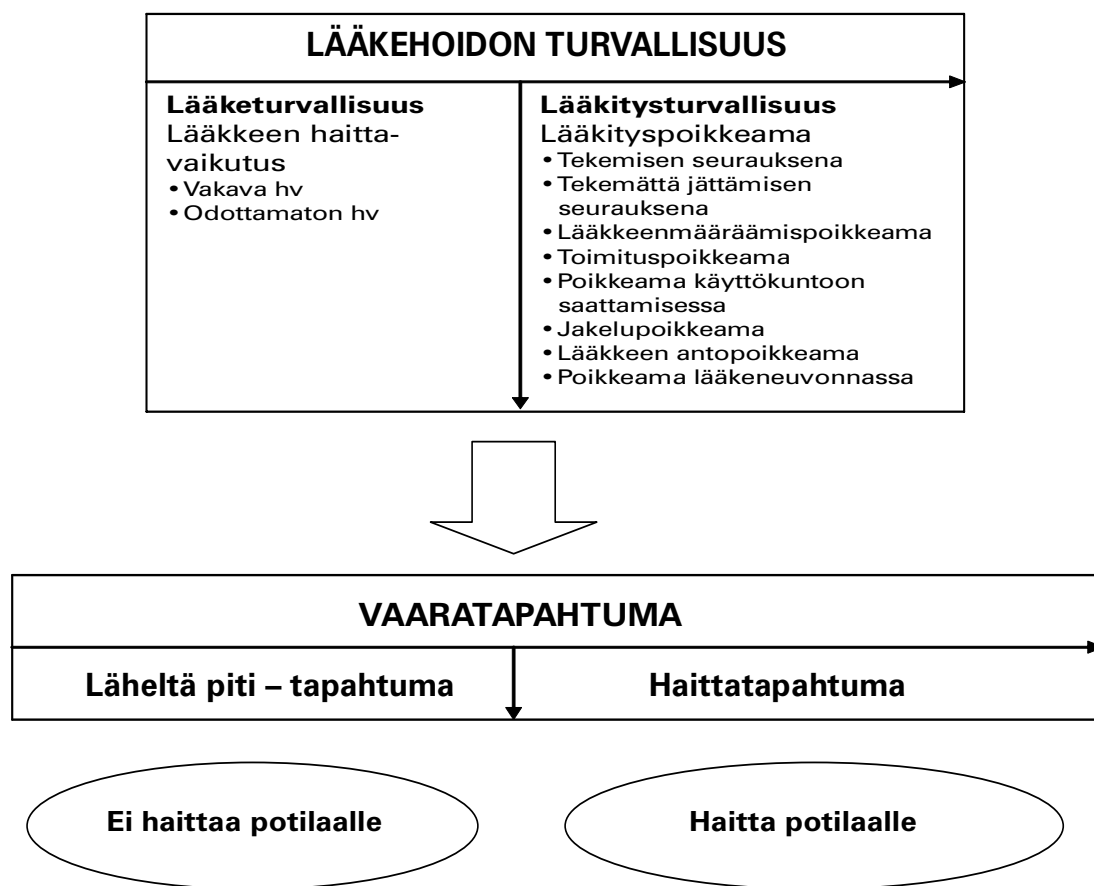 LÄÄKEHOIDON TURVALLISUUS
Lääketurvallisuus
Lääkkeen haitta-
vaikutus
• Vakava hv
• Odottamaton hv
Lääkitysturvallisuus
Lääkityspoikkeama
• Tekemisen seurauksena
• Tekemättä jättämisen
seurauksena
• Lääkkeenmääräämispoikkeama
• Toimituspoikkeama
• Poikkeama käyttökuntoon
saattamisessa
• Jakelupoikkeama
• Lääkkeen antopoikkeama
• Poikkeama lääkeneuvonnassa
VAARATAPAHTUMA
Läheltä piti – tapahtuma
Haittatapahtuma
Ei haittaa potilaalle
Haitta potilaalle